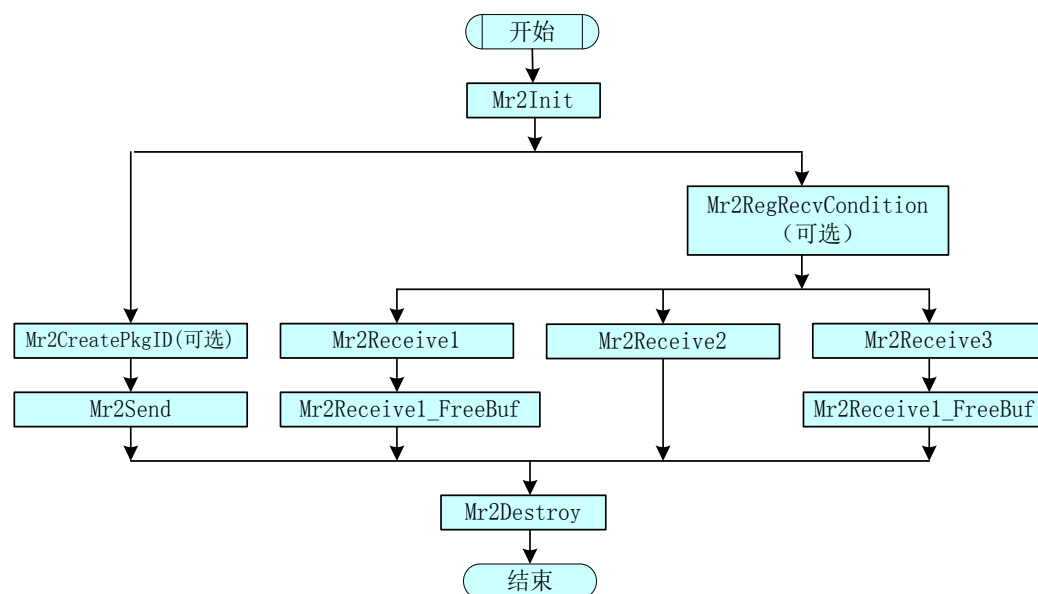 开始
Mr2Init
Mr2RegRecvCondition
（可选）
Mr2CreatePkgID(可选)
Mr2Receive1
Mr2Receive2
Mr2Receive3
Mr2Send
Mr2Receive1_FreeBuf
Mr2Receive1_FreeBuf
Mr2Destroy
结束